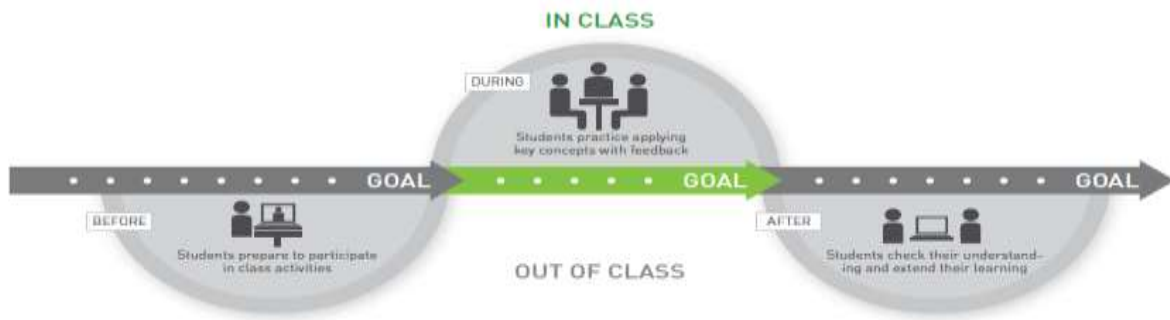 IN CLASS
DURING
Students practice applying
key concepts with feedback
GOAL
GOAL
GOAL
BEFORE
Students prepare to participate
in class activities
OUT OF CLASS
AFTER
Students check their understand-
ing and extend their learning